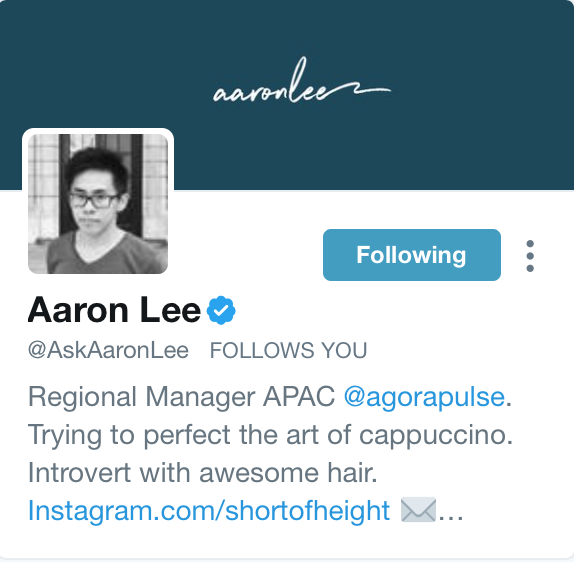 aaronlee
Following
Aaron Lee
@AskAaronLee FOLLOWS YOU
Regional Manager APAC @agorapulse.
Trying to perfect the art of cappuccino.
Introvert with awesome hair.
Instagram.com/shortofheight ✉️…